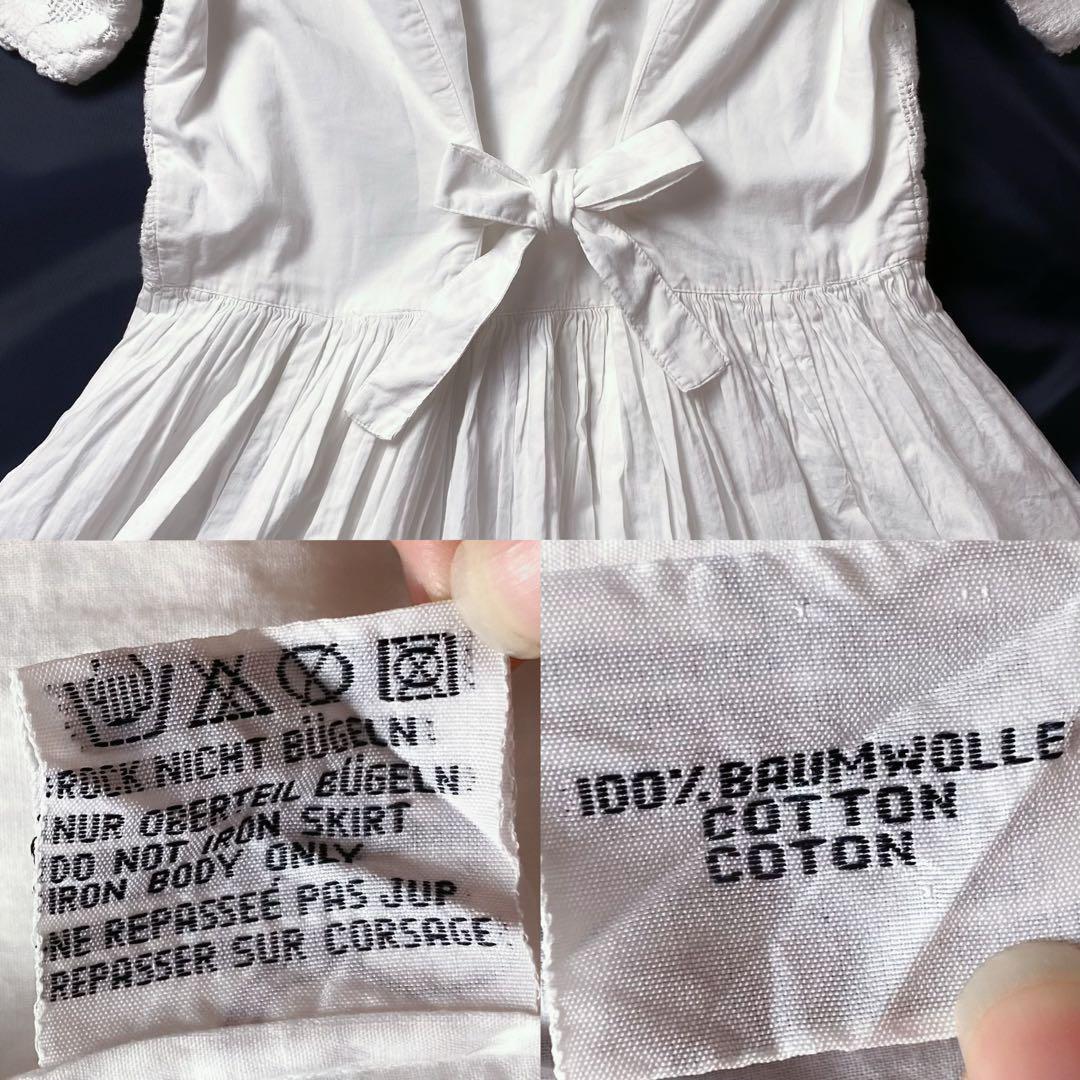 ROCK NICHT BÜGELN
NUR OBERTEIL BÜGELN
DO NOT IRON SKIRT
IRON BODY ONLY
NE REPASSEÉ PAS JUP
REPASSER SUR CORSAGE
100% BAUMWOLLE
COTTON
COTON